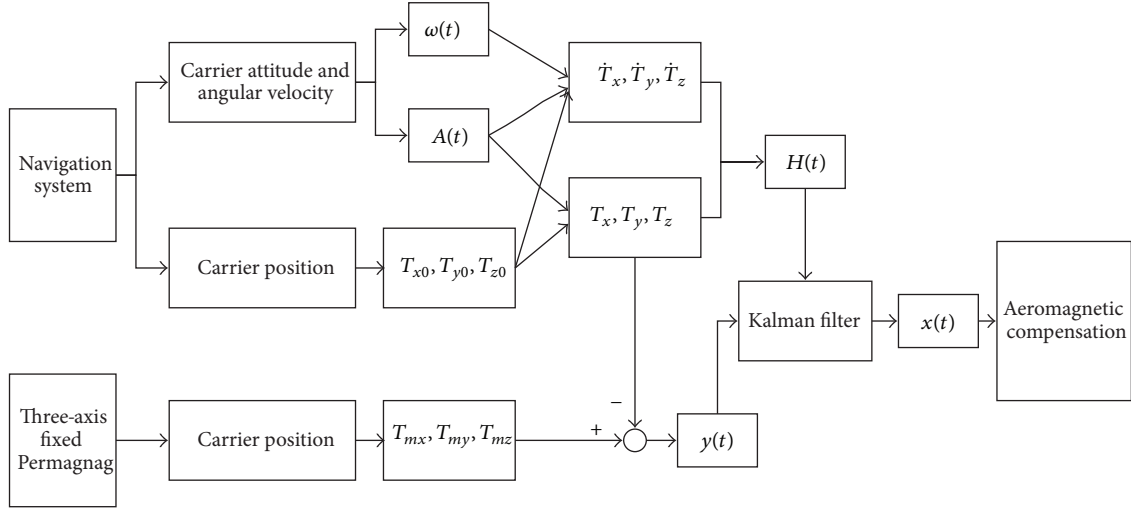 Navigation
system
Carrier attitude and
angular velocity
ω(t)
A(t)
Ṫx, Ṫy, Ṫz
Tx, Ty, Tz
H(t)
Carrier position
Tx0, Ty0, Tz0
Kalman filter
x(t)
Aeromagnetic
compensation
Three-axis
fixed
Permagnag
Carrier position
Tmx, Tmy, Tmz
+
−
y(t)